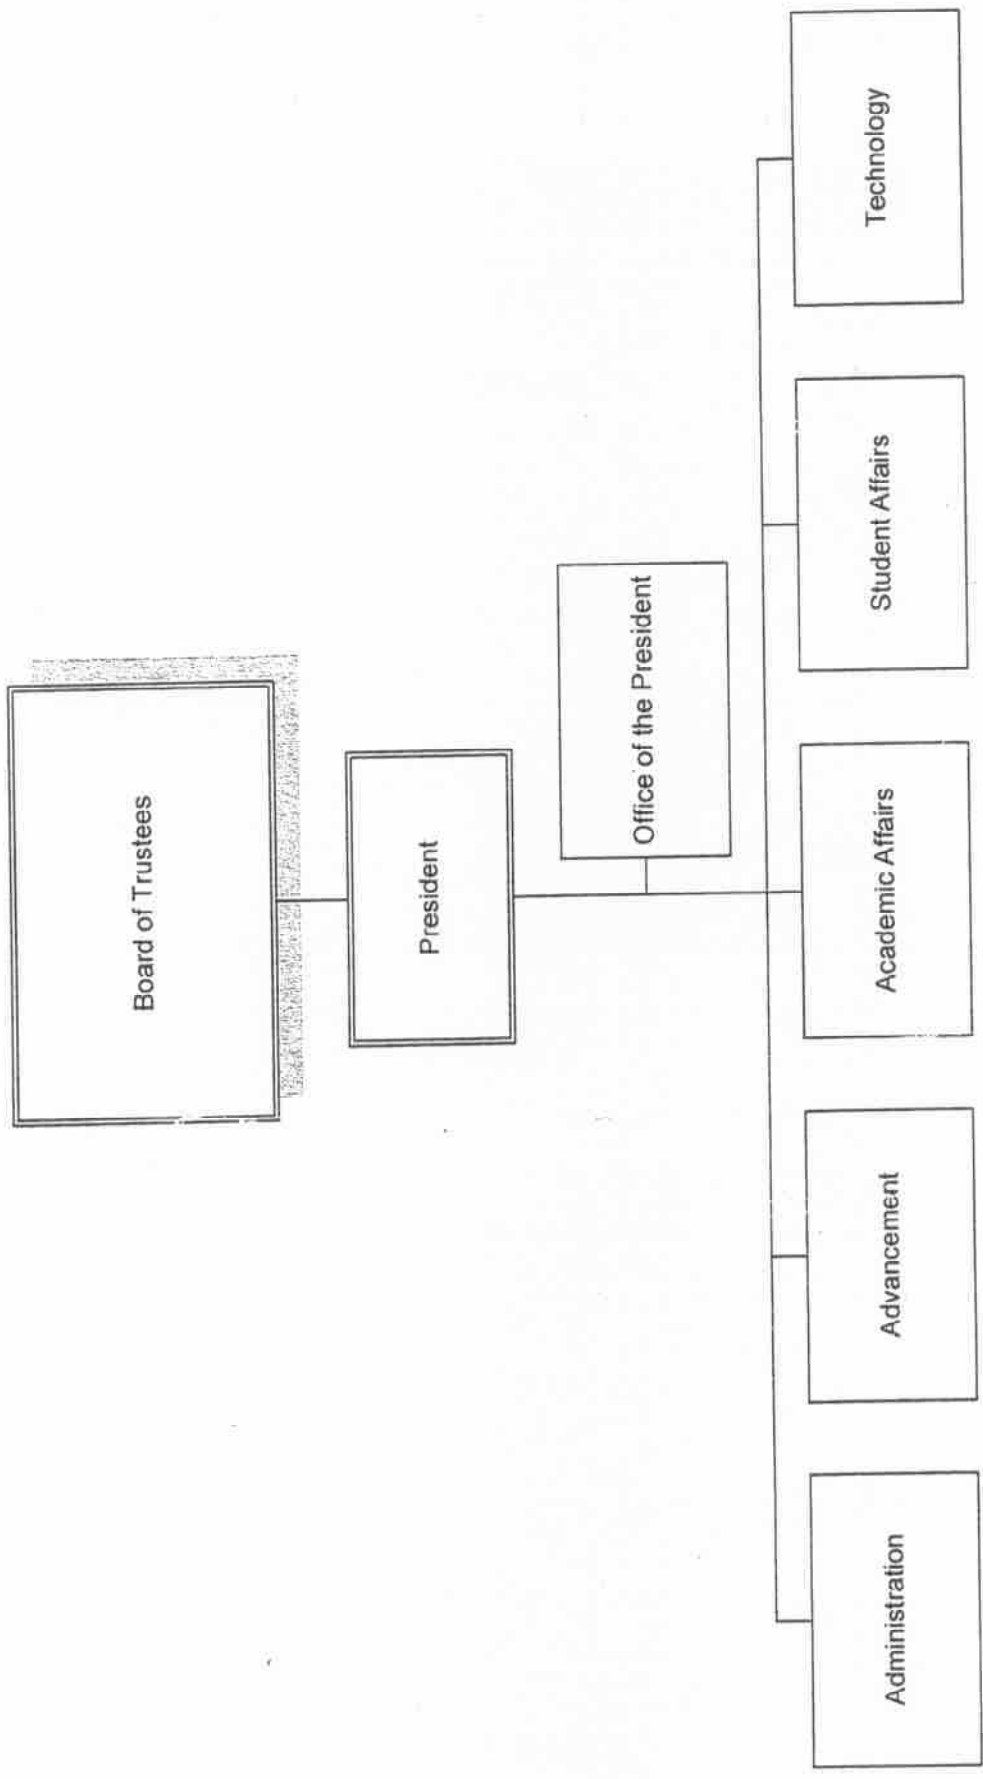 Board of Trustees
President
Office of the President
Administration
Advancement
Academic Affairs
Student Affairs
Technology